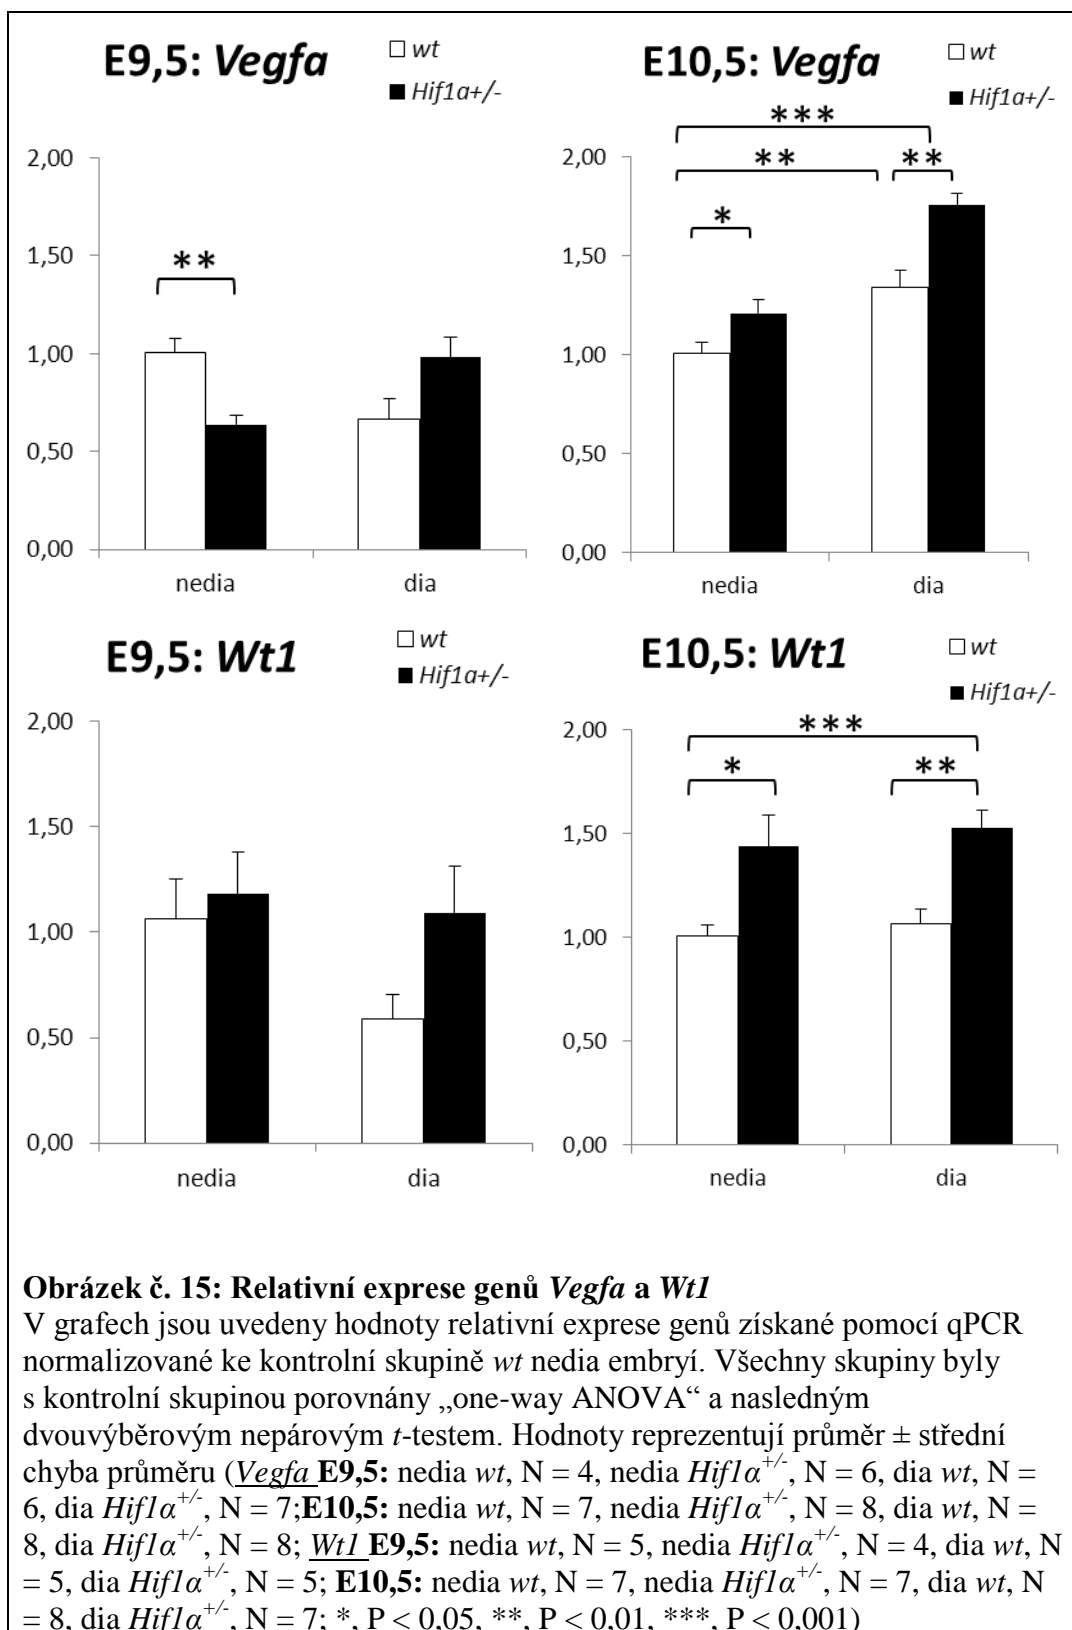 E9,5: Vegfa
wt
Hif1a+/-
**
2,00
1,50
1,00
0,50
0,00
nedia
dia
E10,5: Vegfa
wt
Hif1a+/-
***
**
**
*
2,00
1,50
1,00
0,50
0,00
nedia
dia
E9,5: Wt1
wt
Hif1a+/-
2,00
1,50
1,00
0,50
0,00
nedia
dia
E10,5: Wt1
wt
Hif1a+/-
***
*
**
2,00
1,50
1,00
0,50
0,00
nedia
dia
Obrázek č. 15: Relativní exprese genů Vegfa a Wt1
V grafech jsou uvedeny hodnoty relativní exprese genů získané pomocí qPCR
normalizované ke kontrolní skupině wt nedia embryí. Všechny skupiny byly
s kontrolní skupinou porovnány „one-way ANOVA“ a nasledným
dvouvýběrovým nepárovým t-testem. Hodnoty reprezentují průměr ± střední
chyba průměru (Vegfa E9,5: nedia wt, N = 4, nedia Hif1α+/-, N = 6, dia wt, N =
6, dia Hif1α+/-, N = 7;E10,5: nedia wt, N = 7, nedia Hif1α+/-, N = 8, dia wt, N =
8, dia Hif1α+/-, N = 8; Wt1 E9,5: nedia wt, N = 5, nedia Hif1α+/-, N = 4, dia wt, N
= 5, dia Hif1α+/-, N = 5; E10,5: nedia wt, N = 7, nedia Hif1α+/-, N = 7, dia wt, N
= 8, dia Hif1α+/-, N = 7; *, P < 0,05, **, P < 0,01, ***, P < 0,001)